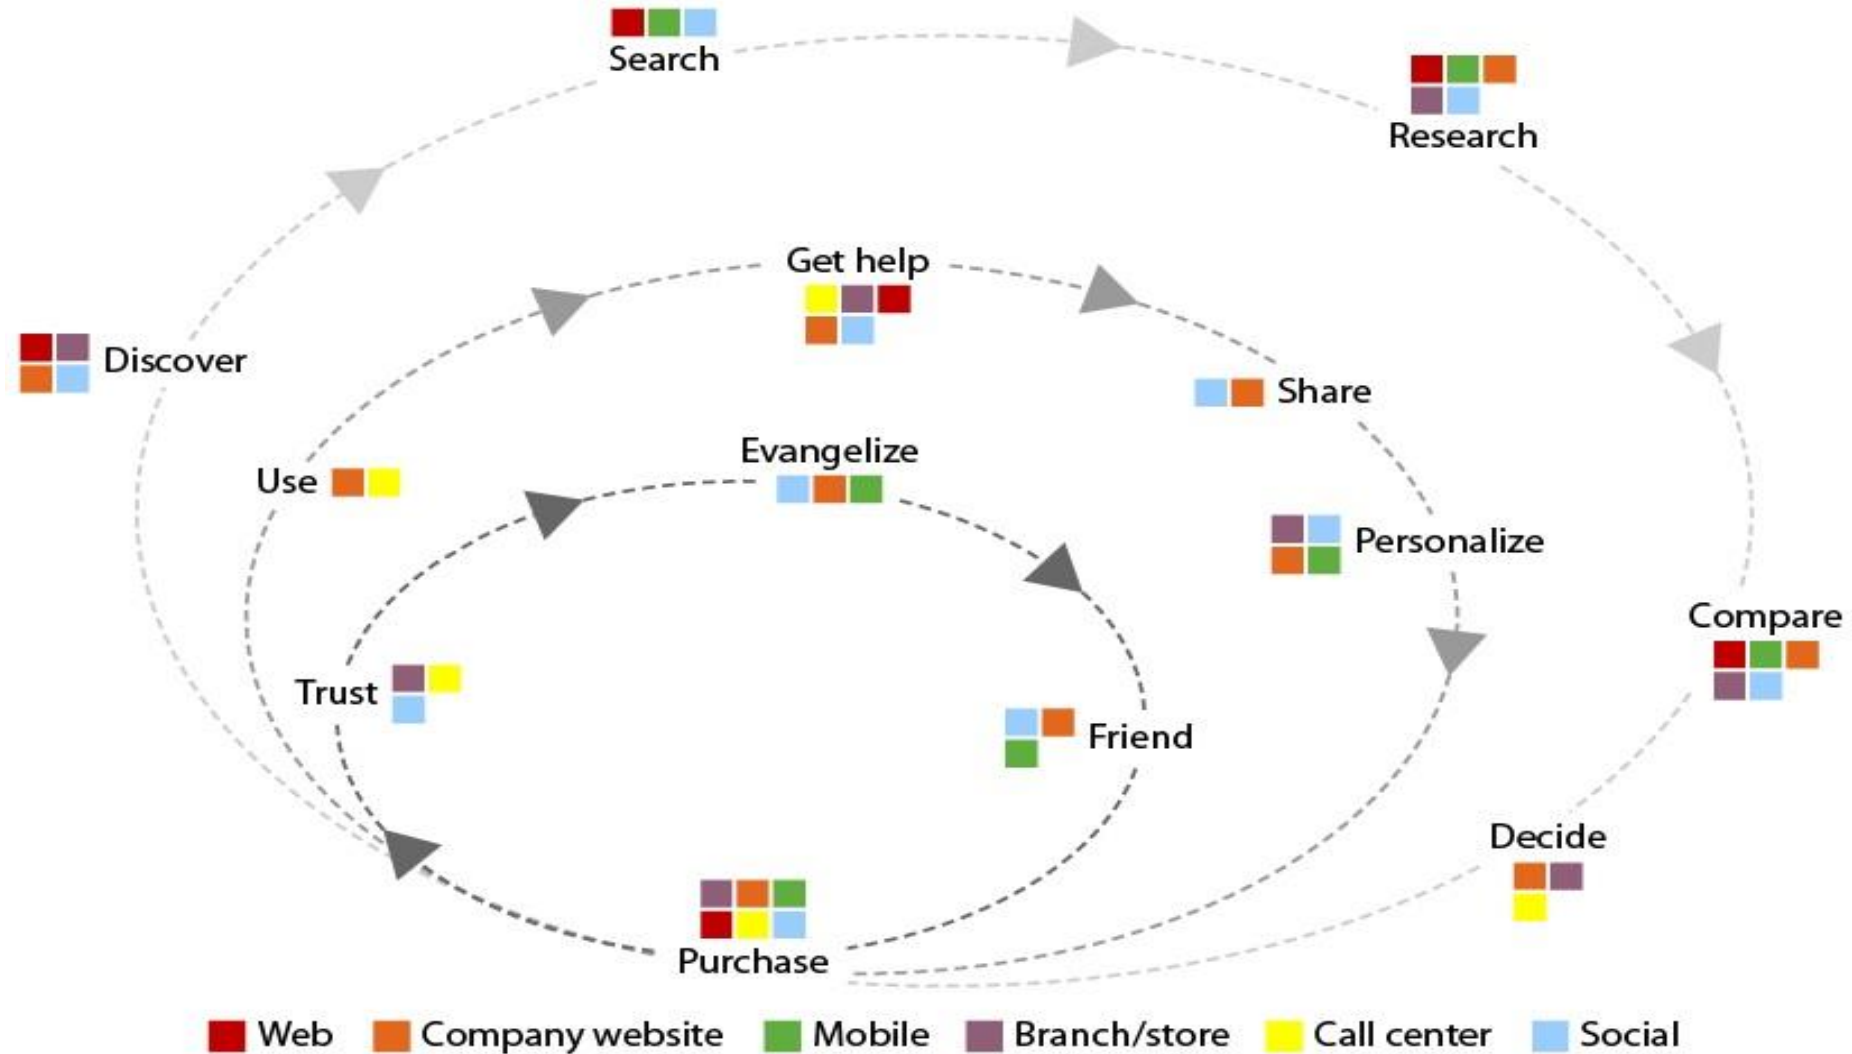 Search
Research
Get help
Discover
Share
Evangelize
Use
Personalize
Compare
Trust
Friend
Decide
Purchase
Web Company website Mobile Branch/store Call center Social